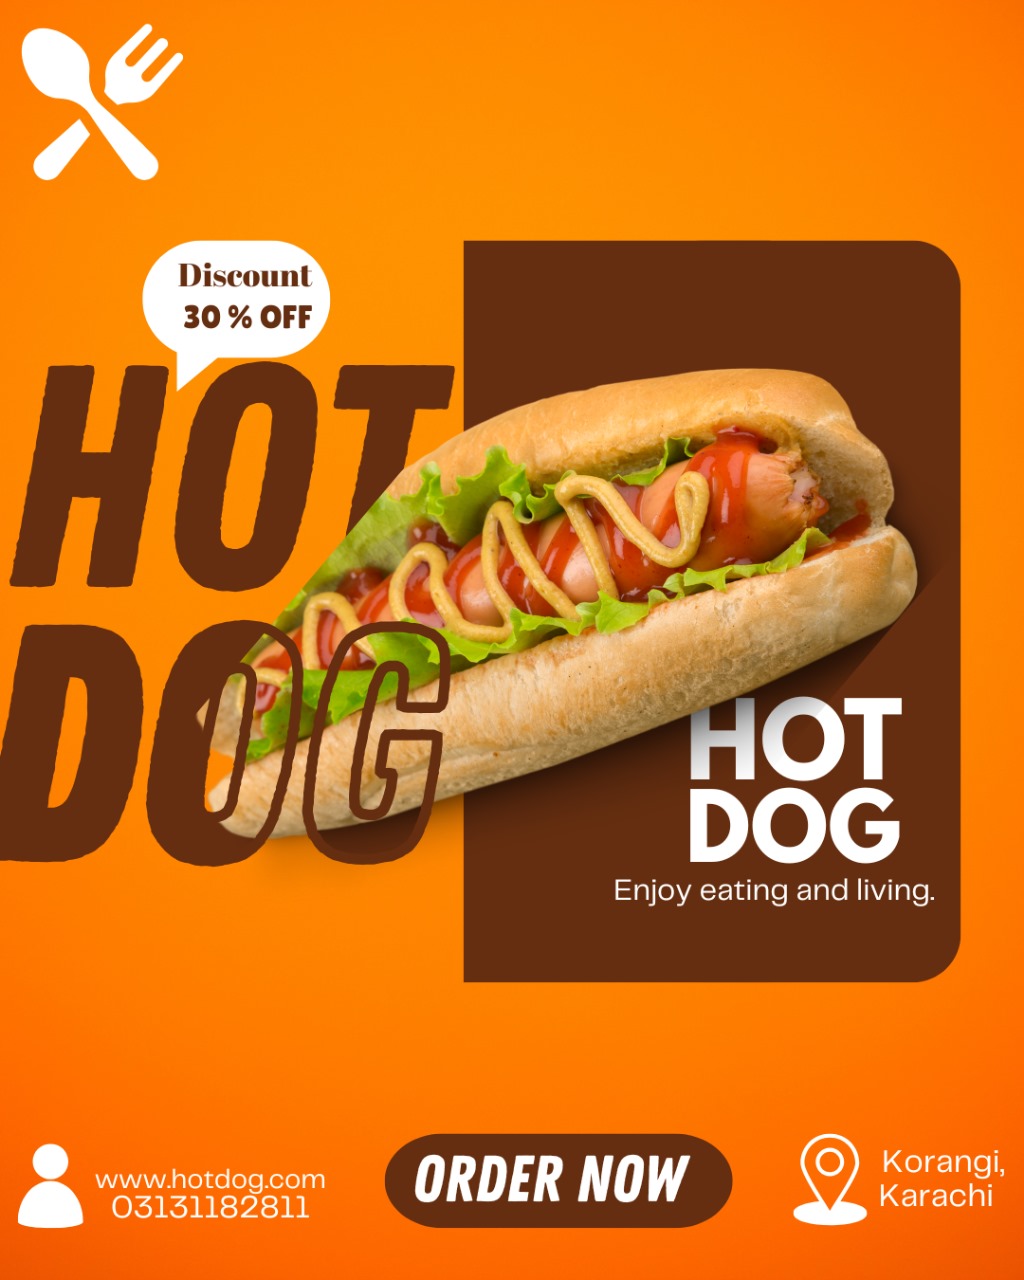 Discount
30 % OFF
HOT
DOG
HOT
DOG
Enjoy eating and living.
www.hotdog.com
03131182811
ORDER NOW
Korangi,
Karachi